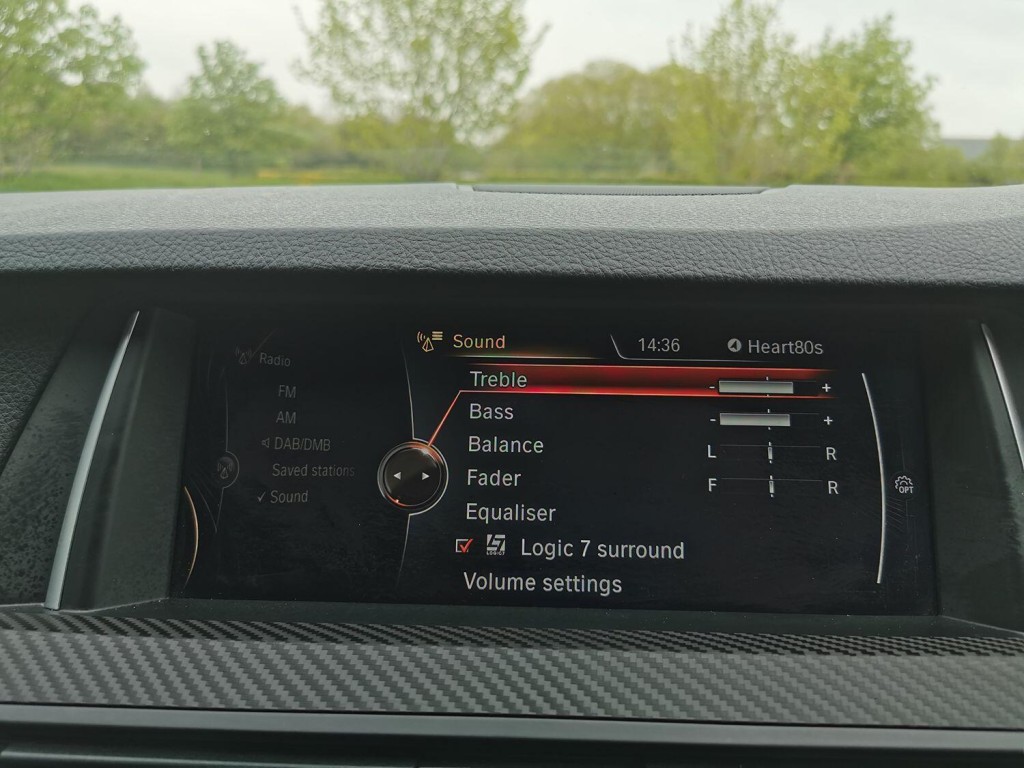 Sound 14:36 Heart80s
Radio
FM
AM
DAB/DMB
Saved stations
Sound
Treble - +
Bass - +
Balance L R
Fader F R
Equaliser
LOGIC7 Logic 7 surround
Volume settings
OPT